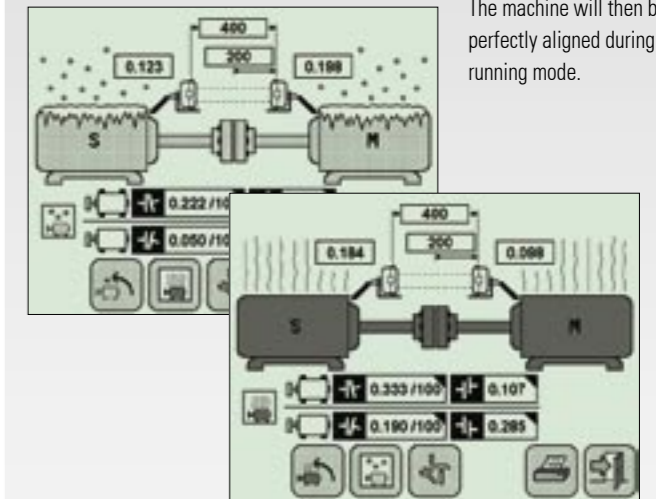 The machine will then b
perfectly aligned during
running mode.
400
200
0.123
0.198
S
M
0.222 /10
0.050 /10
400
200
0.184
0.098
S
M
0.333 /100
0.107
0.190 /100
0.285